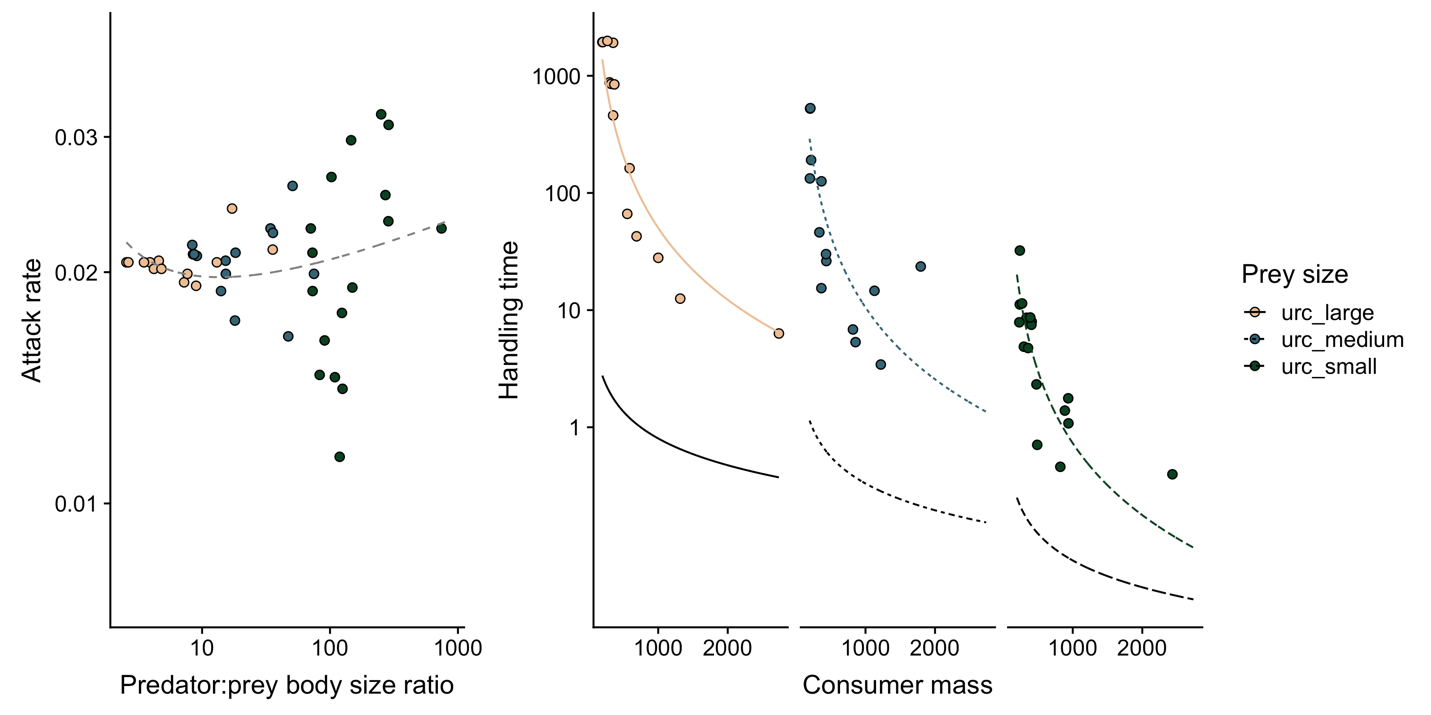 Attack rate
0.03
0.02
0.01
10
100
1000
Predator:prey body size ratio
Handling time
1000
100
10
1
1000
2000
1000
2000
1000
2000
Consumer mass
Prey size
urc_large
urc_medium
urc_small